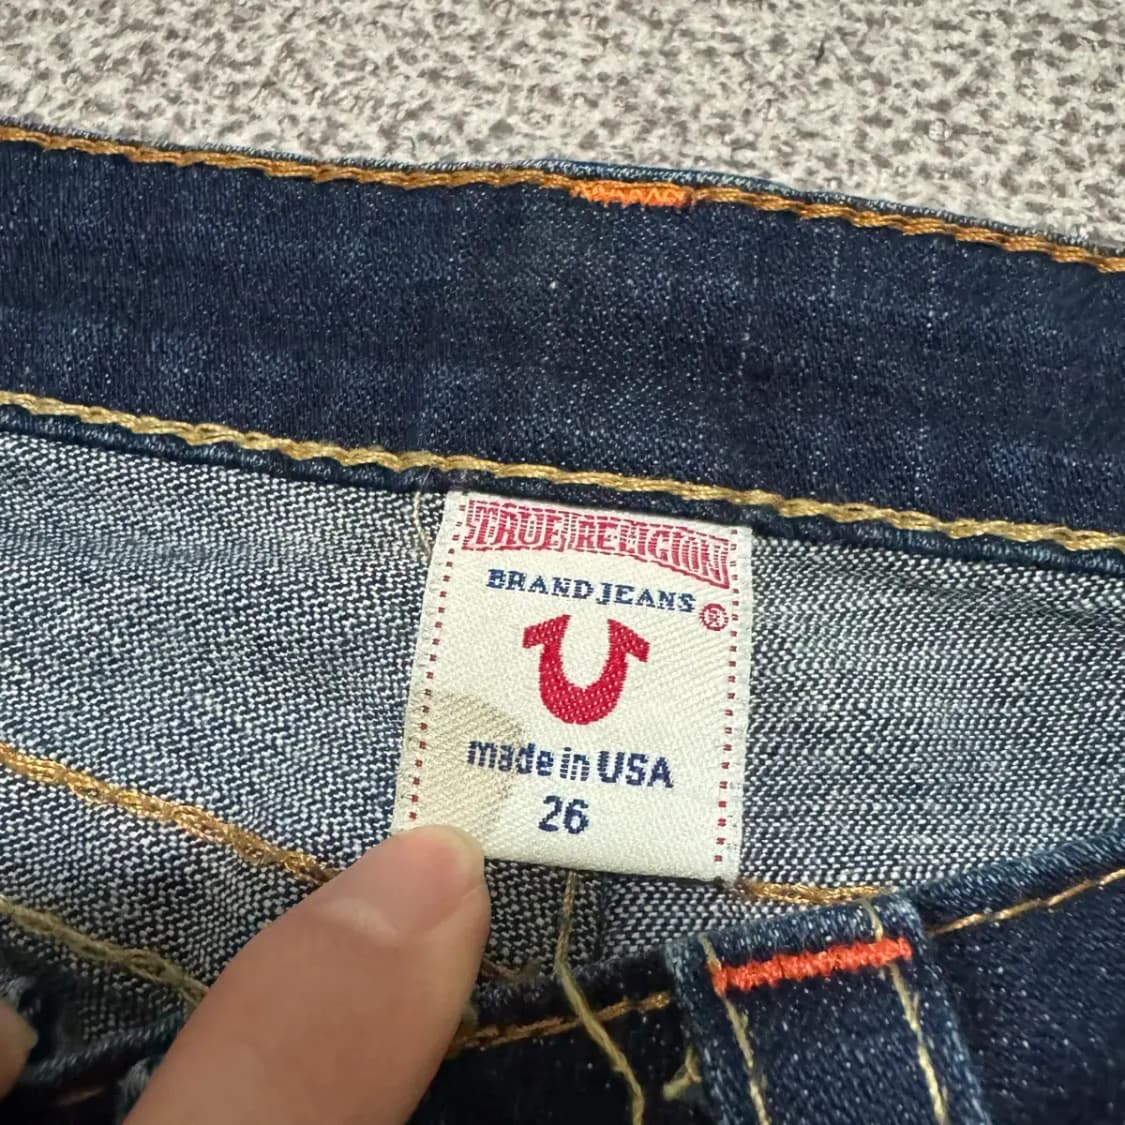 TRUE RELIGION
BRAND JEANS
®
made in USA
26